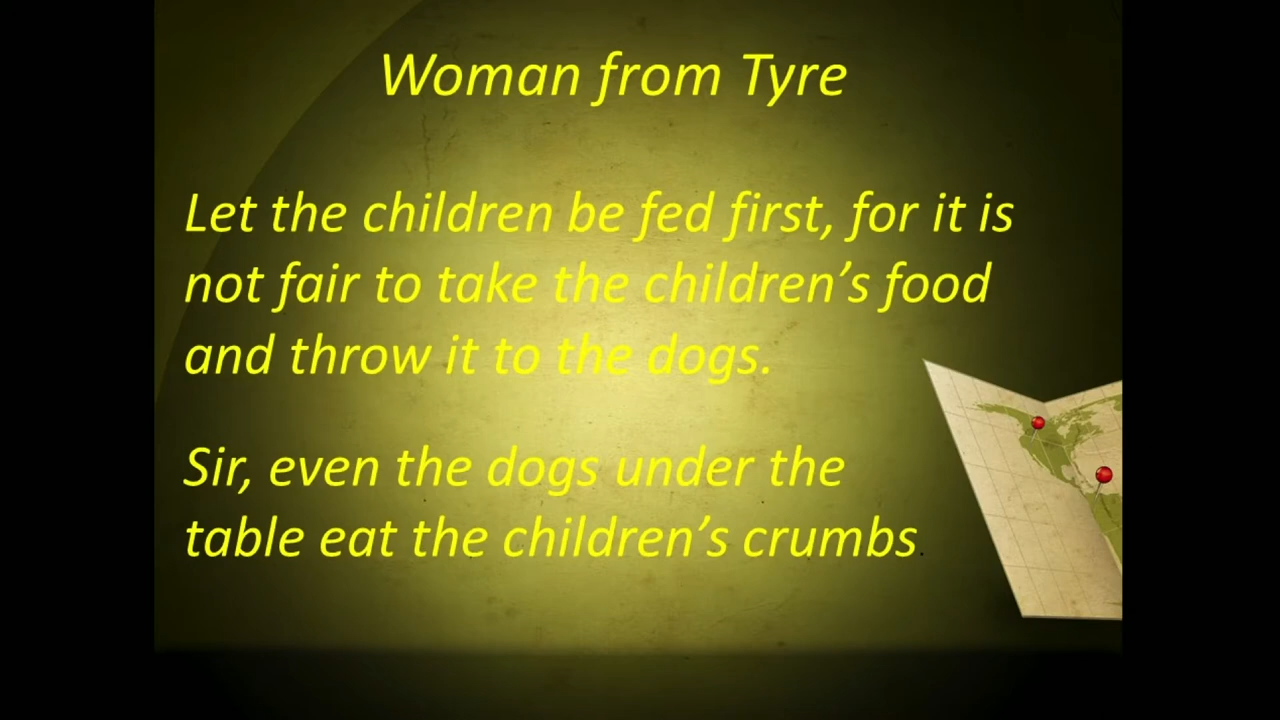 Woman from Tyre
Let the children be fed first, for it is
not fair to take the children’s food
and throw it to the dogs.
Sir, even the dogs under the
table eat the children’s crumbs.